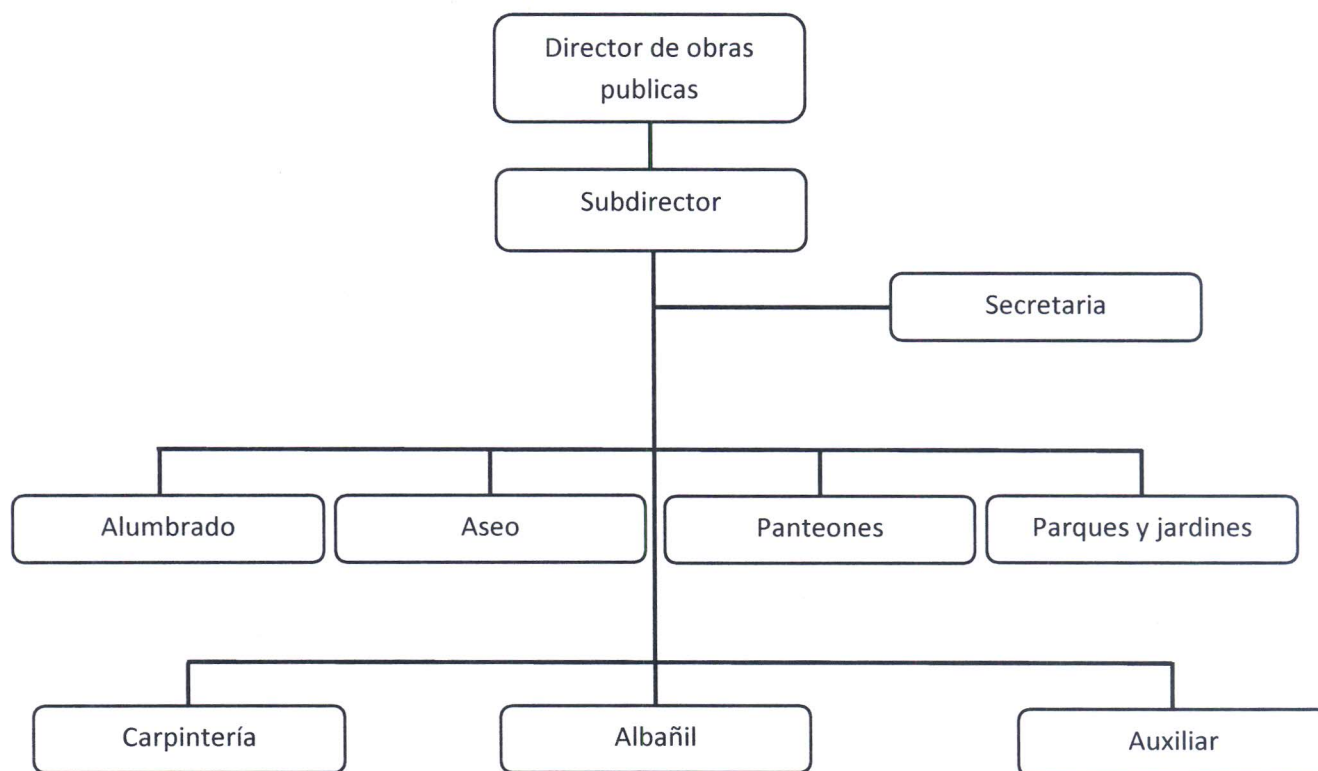 Director de obras
publicas
Subdirector
Secretaria
Alumbrado
Aseo
Panteones
Parques y jardines
Carpintería
Albañil
Auxiliar